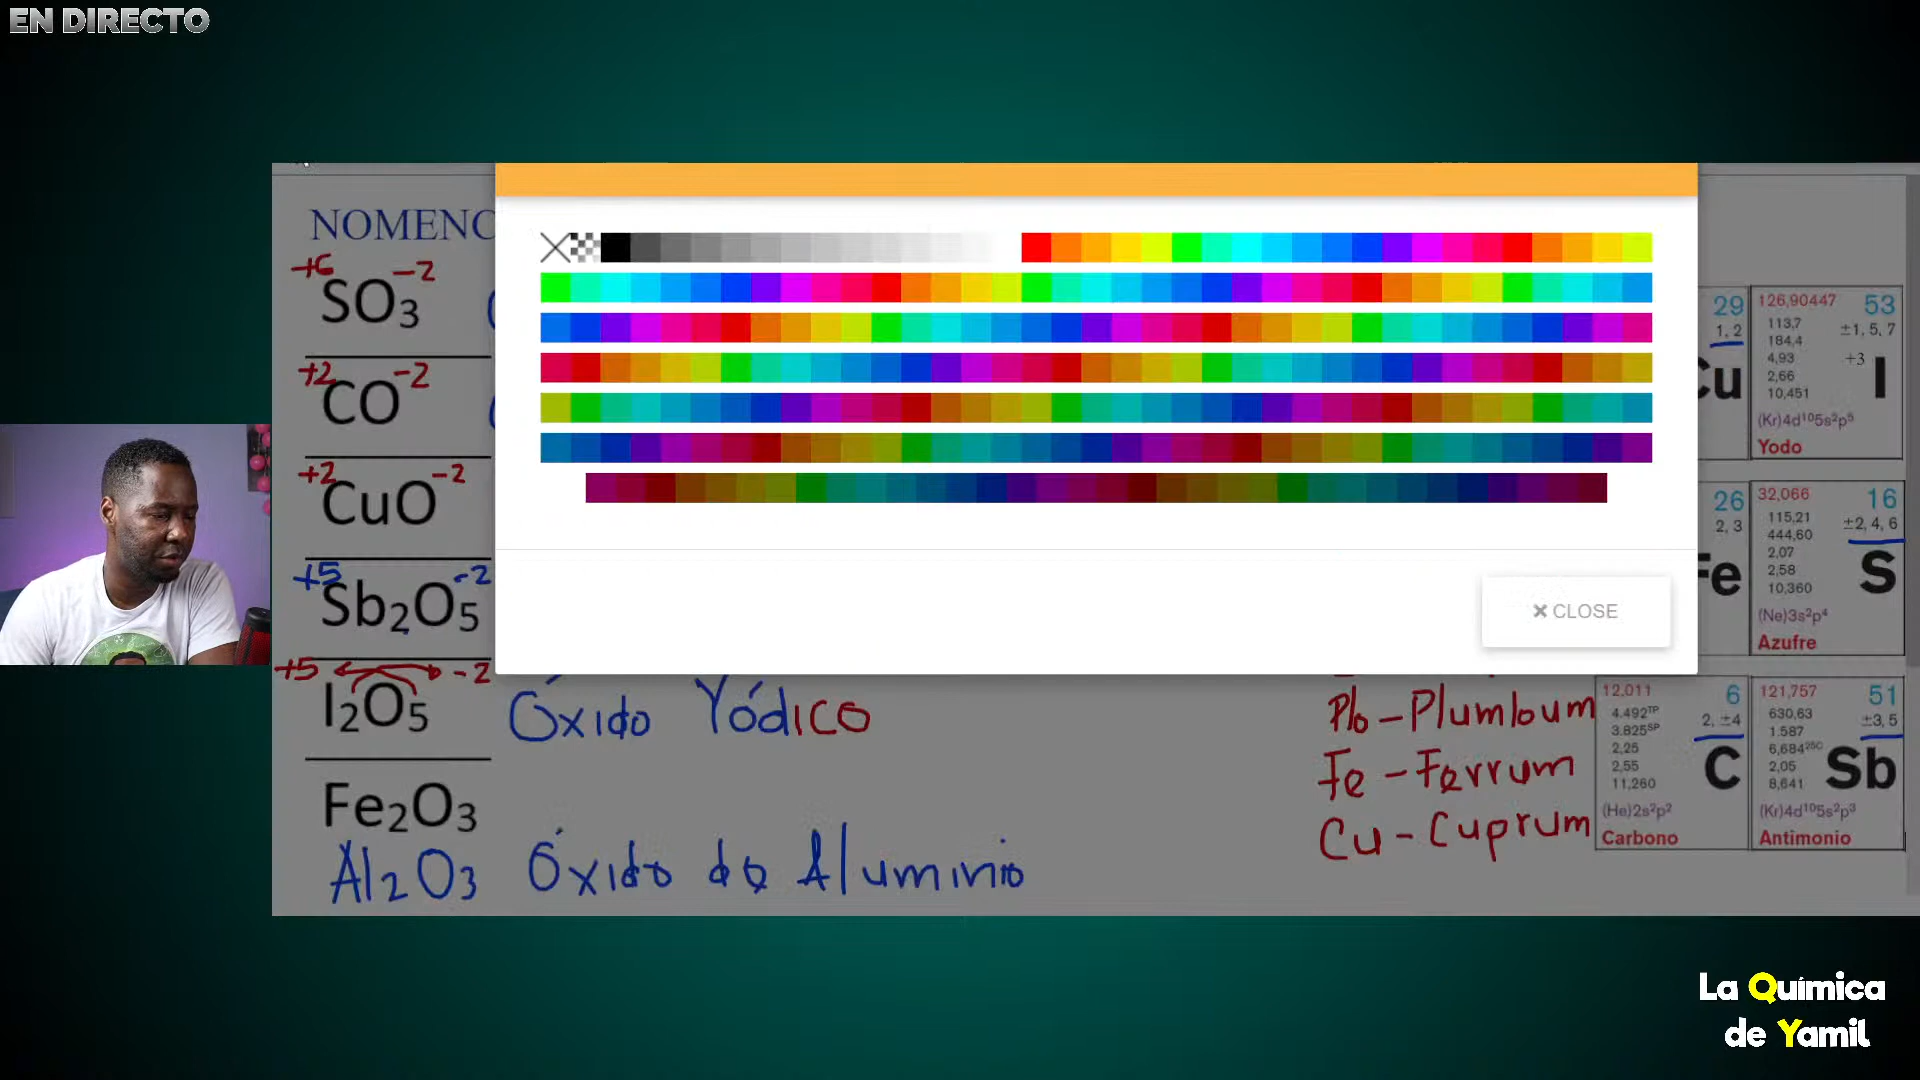 EN DIRECTO
NOMENC
+6 -2
SO3
+2 -2
CO
+2 -2
CuO
+5 -2
Sb2O5
+5 -2
I2O5 Óxido Yódico
Fe2O3
Al2O3 Óxido de Aluminio
CLOSE
Pb - Plumbum
Fe - Ferrum
Cu - Cuprum
29
1, 2
Cu
126,90447 53
113,7 ±1, 5, 7
184,4
4,93 +3
2,66
10,451
I
(Kr)4d¹⁰5s²p⁵
Yodo
26
2, 3
Fe
32,066 16
115,21 ±2, 4, 6
444,60
2,07
2,58
10,360
S
(Ne)3s²p⁴
Azufre
12,011 6
4.492TP 2, ±4
3.825SP
2,25
2,55
11,260
C
(He)2s²p²
Carbono
121,757 51
630,63 ±3, 5
1.587
6,68425C
2,05
8,641
Sb
(Kr)4d¹⁰5s²p³
Antimonio
La Química
de Yamil